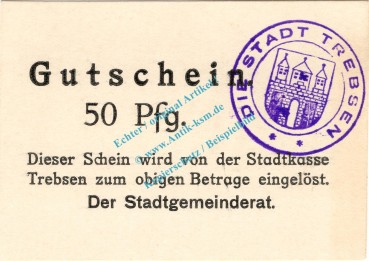 Gutschein.
50 Pfg.
Dieser Schein wird von der Stadtkasse
Trebsen zum obigen Betrage eingelöst.
Der Stadtgemeinderat.
DIE STADT TREBSEN
Echter / original Artikel
© www.Antik-ksm.de
Kopierschutz / Beispielbild